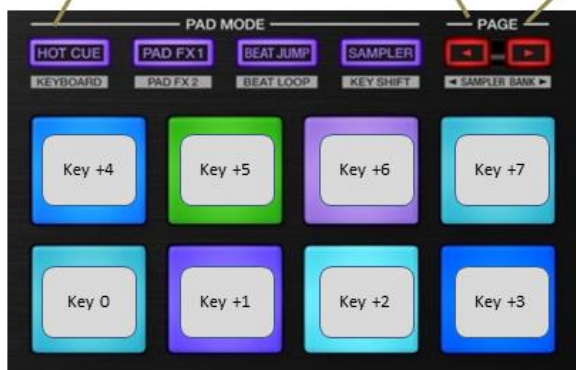 PAD MODE PAGE
HOT CUE PAD FX1 BEAT JUMP SAMPLER ◄ ►
KEYBOARD PAD FX 2 BEAT LOOP KEY SHIFT ◄ SAMPLER BANK ►
Key +4 Key +5 Key +6 Key +7
Key 0 Key +1 Key +2 Key +3